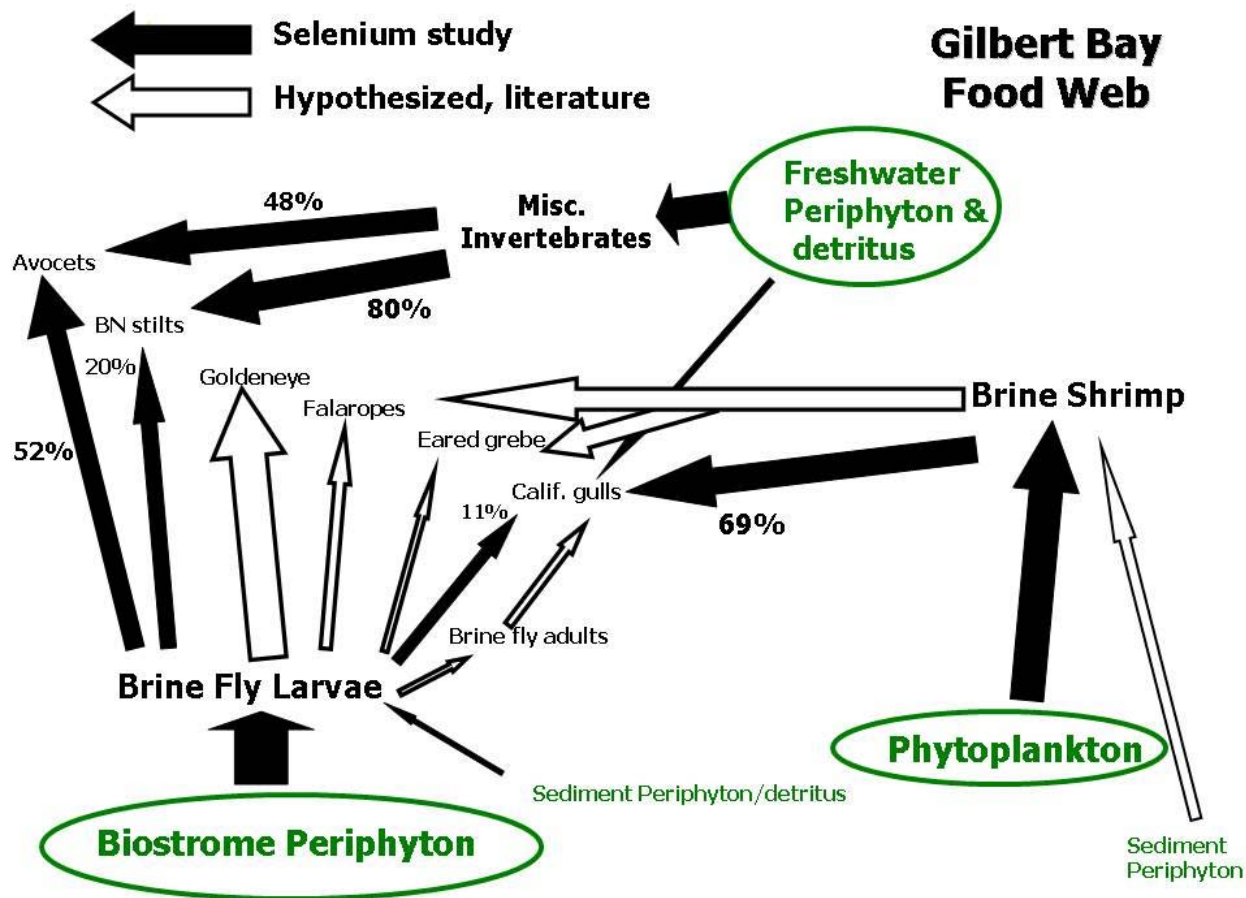 Selenium study
Hypothesized, literature
Gilbert Bay
Food Web
Freshwater
Periphyton &
detritus
48%
Misc.
Invertebrates
Avocets
80%
BN stilts
20%
Goldeneye
Falaropes
Brine Shrimp
Eared grebe
52%
Calif. gulls
11%
69%
Brine fly adults
Brine Fly Larvae
Phytoplankton
Sediment Periphyton/detritus
Biostrome Periphyton
Sediment
Periphyton